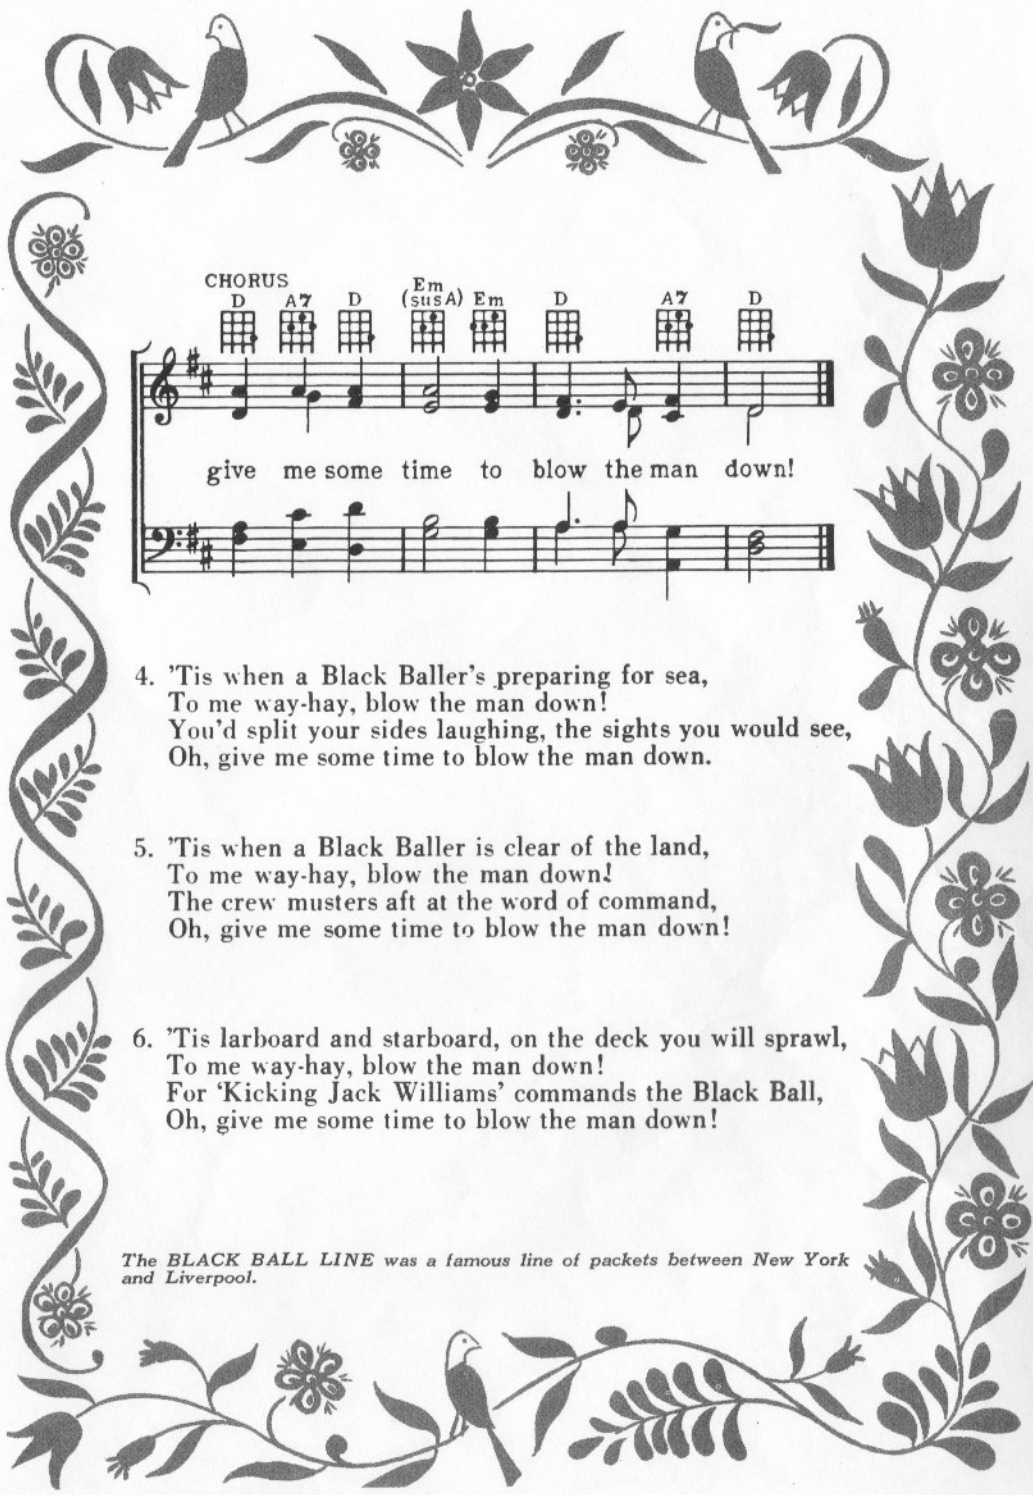 CHORUS
D A7 D Em (susA) Em D A7 D
give me some time to blow the man down!
4. ’Tis when a Black Baller’s preparing for sea,
To me way-hay, blow the man down!
You’d split your sides laughing, the sights you would see,
Oh, give me some time to blow the man down.
5. ’Tis when a Black Baller is clear of the land,
To me way-hay, blow the man down!
The crew musters aft at the word of command,
Oh, give me some time to blow the man down!
6. ’Tis larboard and starboard, on the deck you will sprawl,
To me way-hay, blow the man down!
For ‘Kicking Jack Williams’ commands the Black Ball,
Oh, give me some time to blow the man down!
The BLACK BALL LINE was a famous line of packets between New York
and Liverpool.